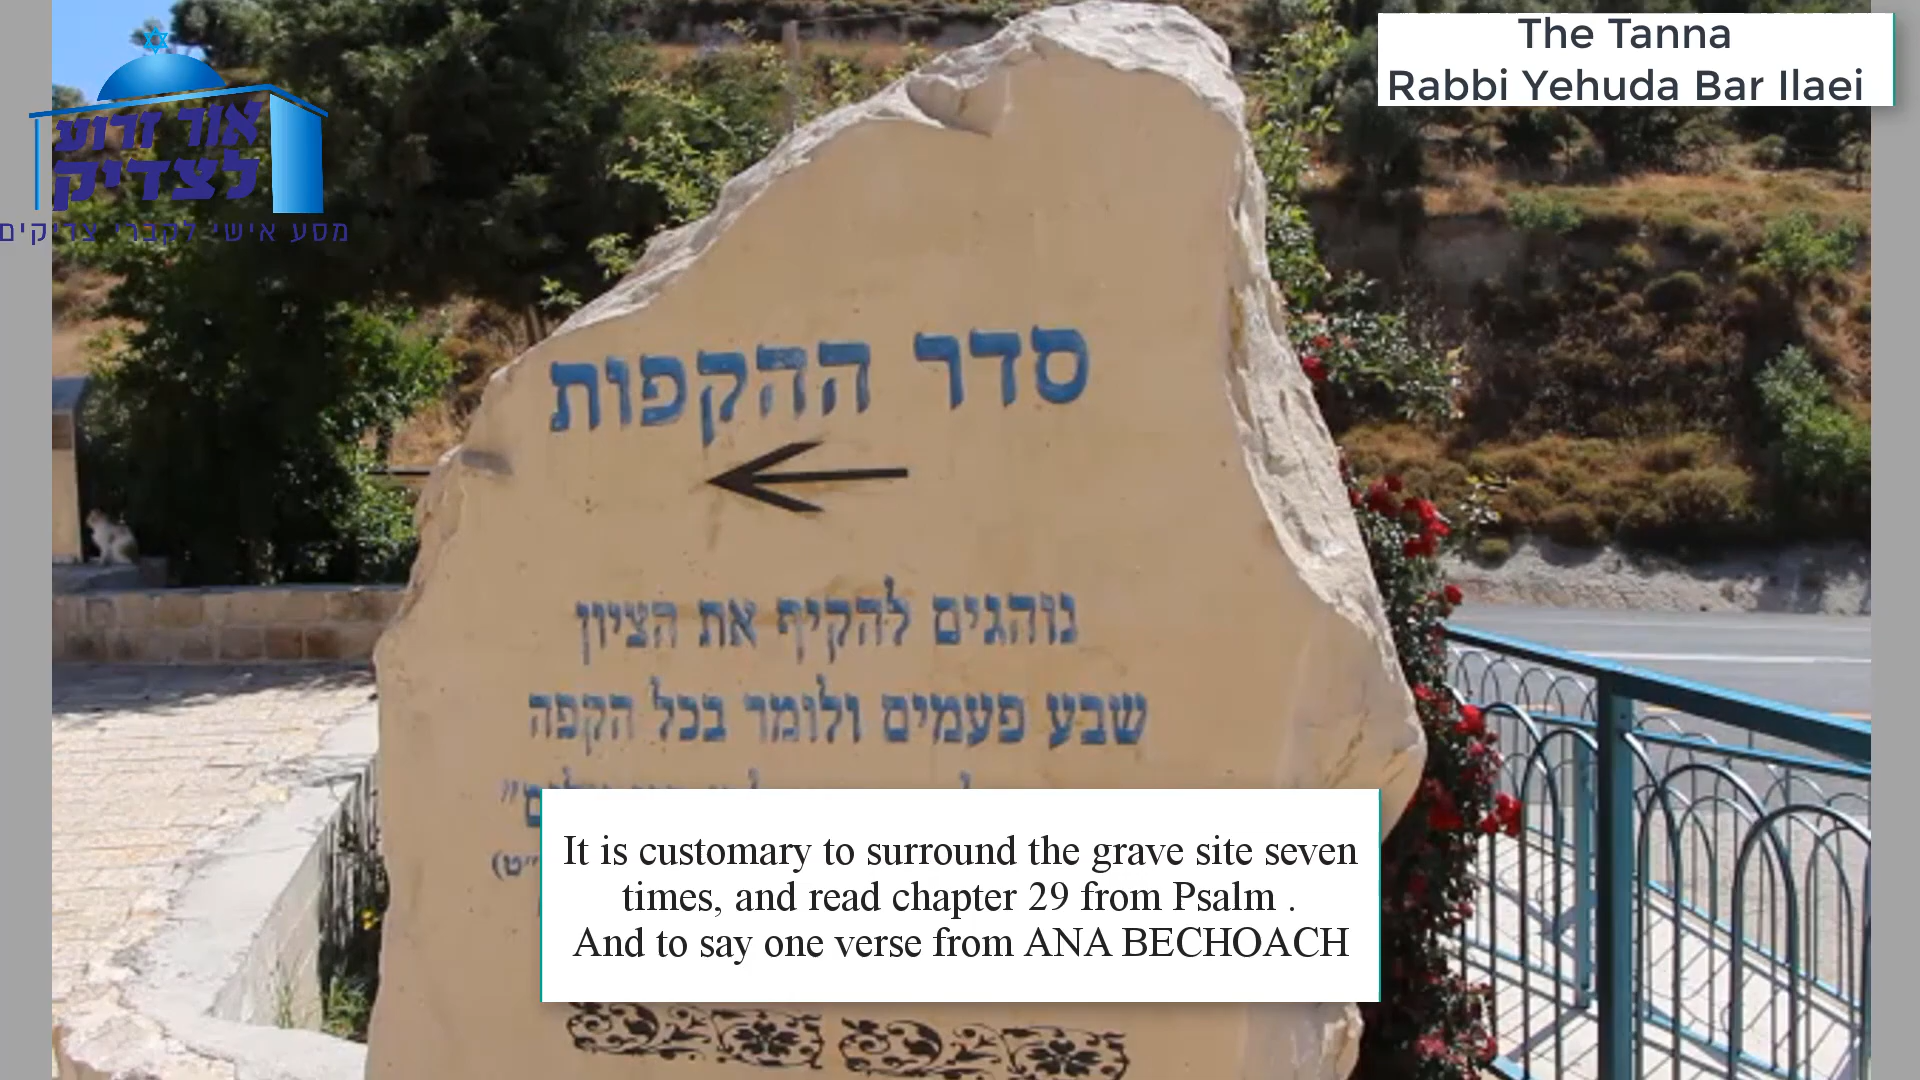 The Tanna
Rabbi Yehuda Bar Ilaei
אור זרוע
לצדיק
מסע אישי לקברי צדיקים
סדר ההקפות
נוהגים להקיף את הציון
שבע פעמים ולומר בכל הקפה
It is customary to surround the grave site seven
times, and read chapter 29 from Psalm .
And to say one verse from ANA BECHOACH